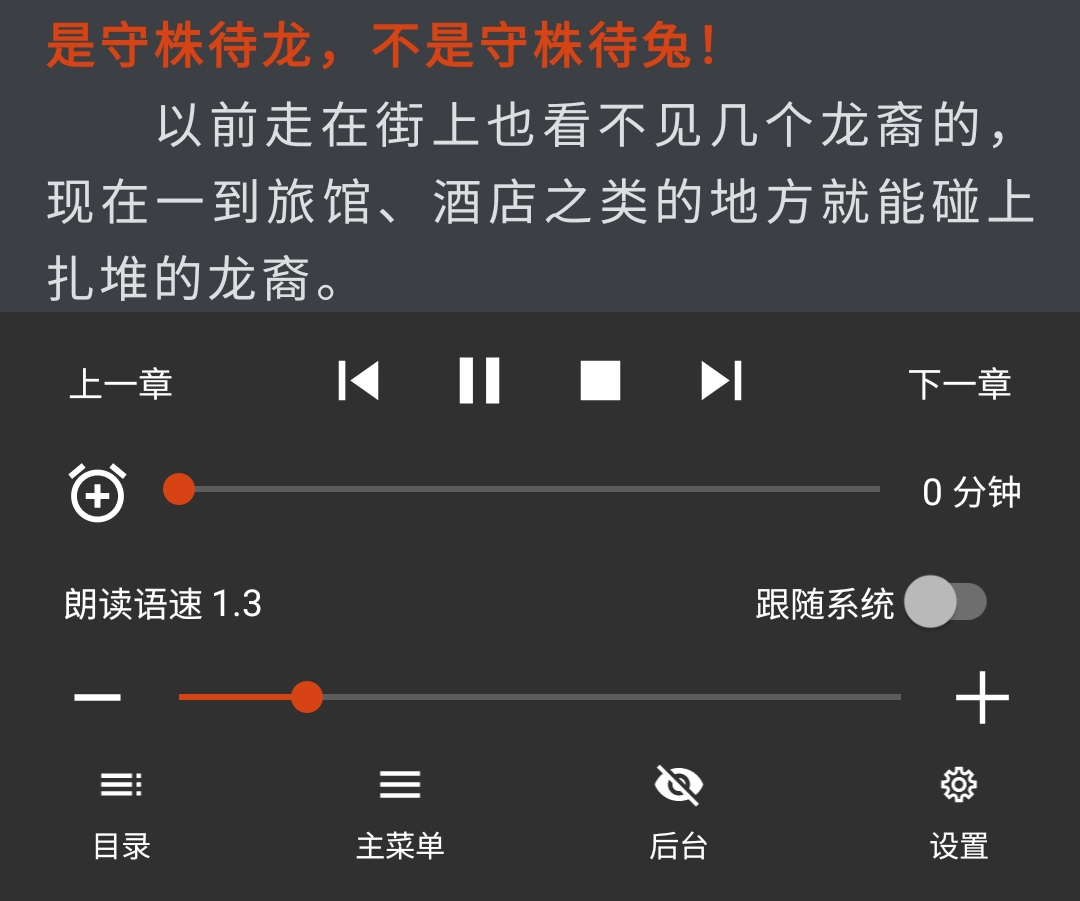 是守株待龙，不是守株待兔！
以前走在街上也看不见几个龙裔的，
现在一到旅馆、酒店之类的地方就能碰上
扎堆的龙裔。
上一章
下一章
0 分钟
朗读语速 1.3
跟随系统
目录
主菜单
后台
设置